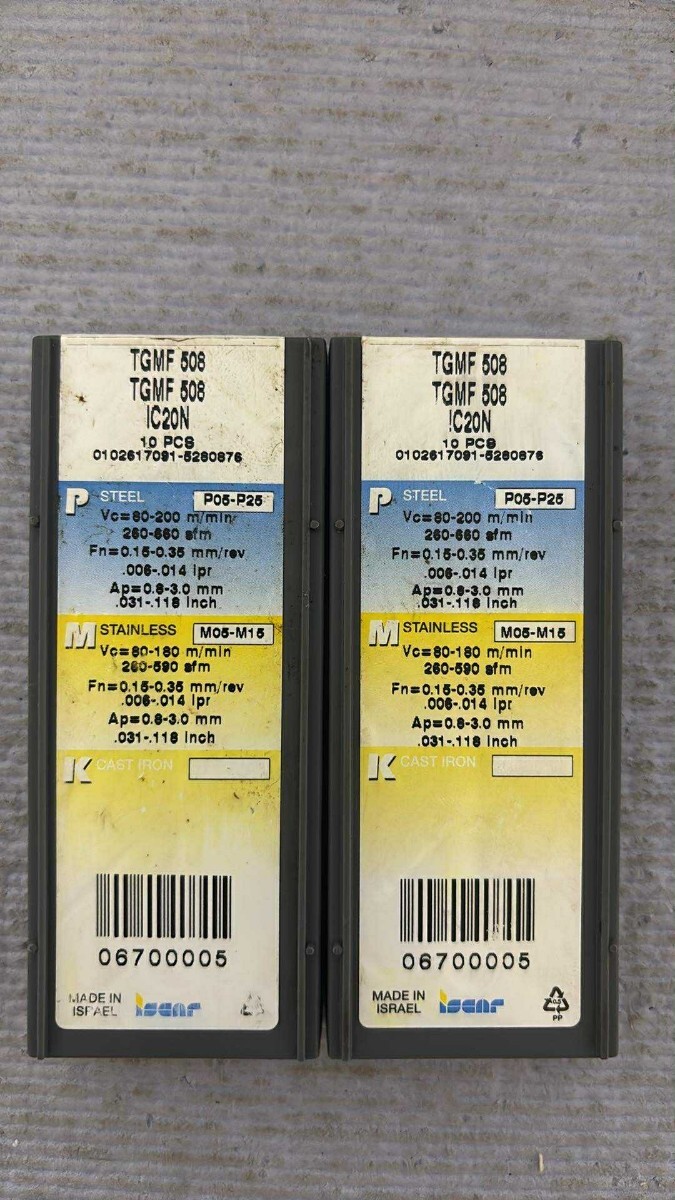 TGMF 508
TGMF 508
IC20N
10 PCS
0102617091-5280876
P STEEL P05-P25
Vc=80-200 m/min
260-660 sfm
Fn=0.15-0.35 mm/rev
.006-.014 ipr
Ap=0.8-3.0 mm
.031-.118 inch
M STAINLESS M05-M15
Vc=80-180 m/min
260-590 sfm
Fn=0.15-0.35 mm/rev
.006-.014 ipr
Ap=0.8-3.0 mm
.031-.118 inch
K CAST IRON
06700005
MADE IN
ISRAEL
iscar
TGMF 508
TGMF 508
IC20N
10 PCS
0102617091-5280876
P STEEL P05-P25
Vc=80-200 m/min
260-660 sfm
Fn=0.15-0.35 mm/rev
.006-.014 ipr
Ap=0.8-3.0 mm
.031-.118 inch
M STAINLESS M05-M15
Vc=80-180 m/min
260-590 sfm
Fn=0.15-0.35 mm/rev
.006-.014 ipr
Ap=0.8-3.0 mm
.031-.118 inch
K CAST IRON
06700005
MADE IN
ISRAEL
iscar
PP